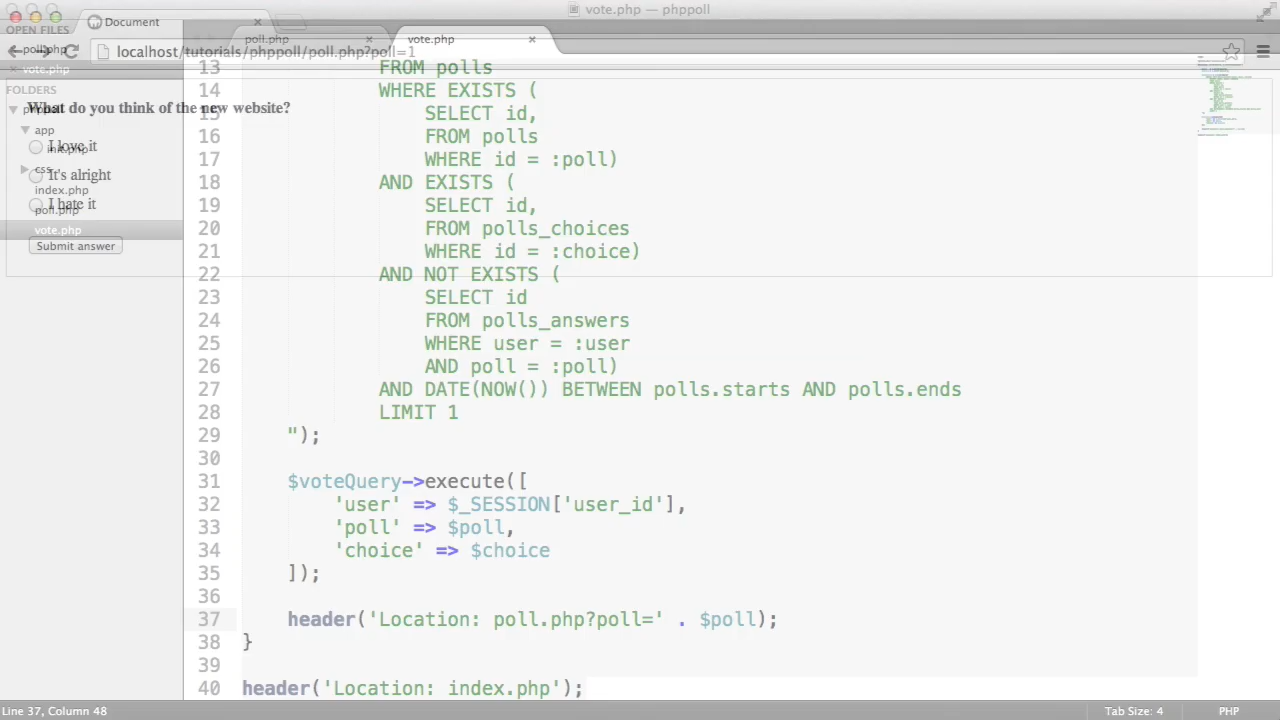 vote.php — phppoll
Document
OPEN FILES
poll.php
vote.php
poll.php
localhost/tutorials/phppoll/poll.php?poll=1
vote.php
FOLDERS
What do you think of the new website?
app
I love it
css
It's alright
index.php
I hate it
poll.php
vote.php
Submit answer
13 FROM polls
14 WHERE EXISTS (
15 SELECT id,
16 FROM polls
17 WHERE id = :poll)
18 AND EXISTS (
19 SELECT id,
20 FROM polls_choices
21 WHERE id = :choice)
22 AND NOT EXISTS (
23 SELECT id
24 FROM polls_answers
25 WHERE user = :user
26 AND poll = :poll)
27 AND DATE(NOW()) BETWEEN polls.starts AND polls.ends
28 LIMIT 1
29 ");
30
31 $voteQuery->execute([
32 'user' => $_SESSION['user_id'],
33 'poll' => $poll,
34 'choice' => $choice
35 ]);
36
37 header('Location: poll.php?poll=' . $poll);
38 }
39
40 header('Location: index.php');
Line 37, Column 48
Tab Size: 4
PHP